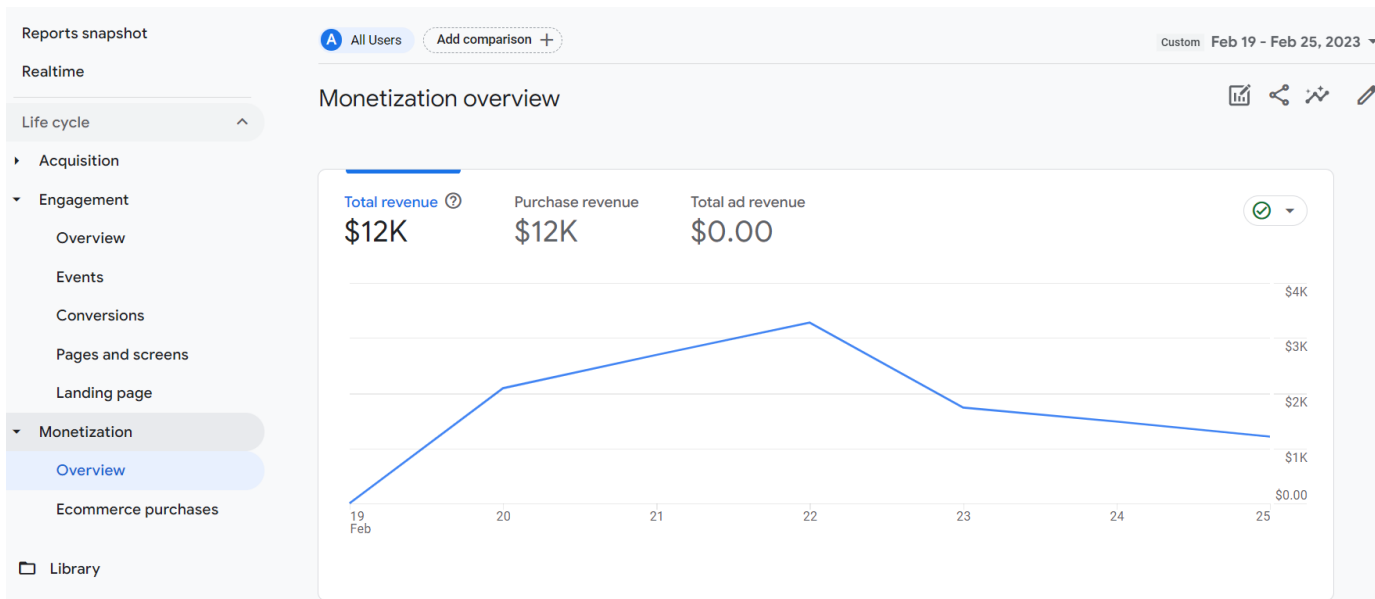 Reports snapshot
Realtime
Life cycle
Acquisition
Engagement
Overview
Events
Conversions
Pages and screens
Landing page
Monetization
Overview
Ecommerce purchases
Library
A All Users
Add comparison +
Custom Feb 19 - Feb 25, 2023
Monetization overview
Total revenue ?
$12K
Purchase revenue
$12K
Total ad revenue
$0.00
$4K
$3K
$2K
$1K
$0.00
19 20 21 22 23 24 25
Feb